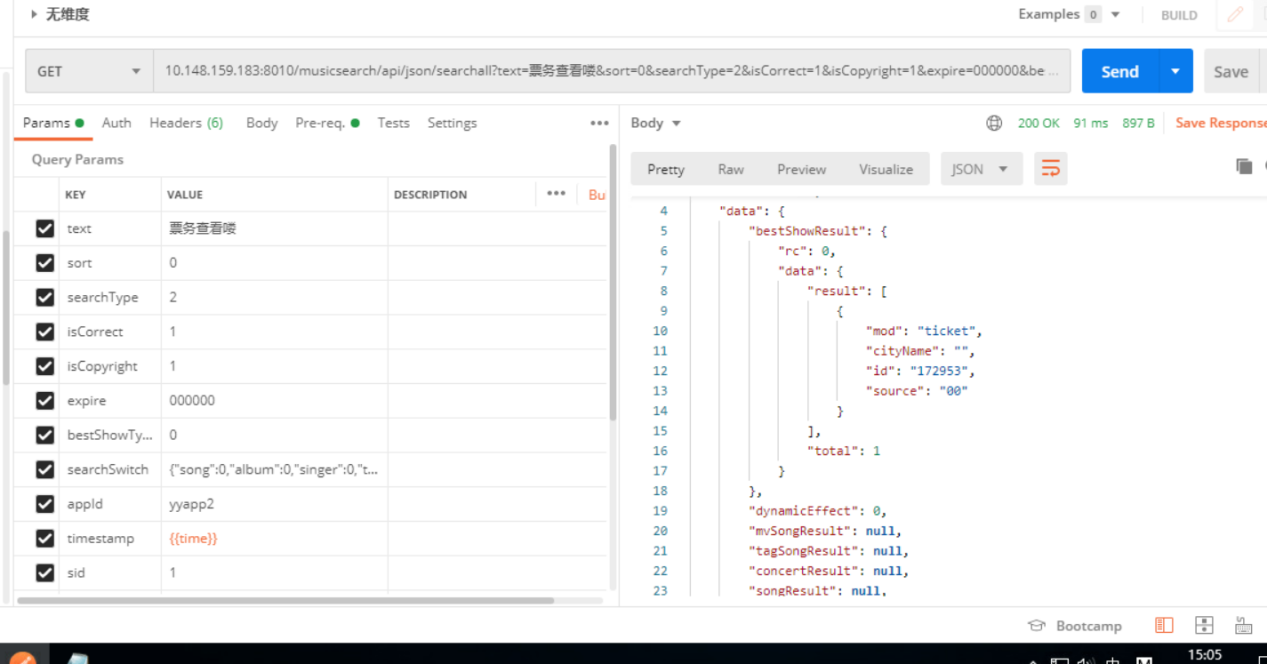 无维度
Examples 0 BUILD
GET 10.148.159.183:8010/musicsearch/api/json/searchall?text=票务查看喽&sort=0&searchType=2&isCorrect=1&isCopyright=1&expire=000000&be ... Send Save
Params Auth Headers (6) Body Pre-req. Tests Settings
Query Params
KEY VALUE DESCRIPTION Bu
text 票务查看喽
sort 0
searchType 2
isCorrect 1
isCopyright 1
expire 000000
bestShowTy... 0
searchSwitch {"song":0,"album":0,"singer":0,"t...
appId yyapp2
timestamp {{time}}
sid 1
Body 200 OK 91 ms 897 B Save Response
Pretty Raw Preview Visualize JSON
4 "data": {
5 "bestShowResult": {
6 "rc": 0,
7 "data": {
8 "result": [
9 {
10 "mod": "ticket",
11 "cityName": "",
12 "id": "172953",
13 "source": "00"
14 }
15 ],
16 "total": 1
17 }
18 },
19 "dynamicEffect": 0,
20 "mvSongResult": null,
21 "tagSongResult": null,
22 "concertResult": null,
23 "songResult": null,
Bootcamp
中
15:05